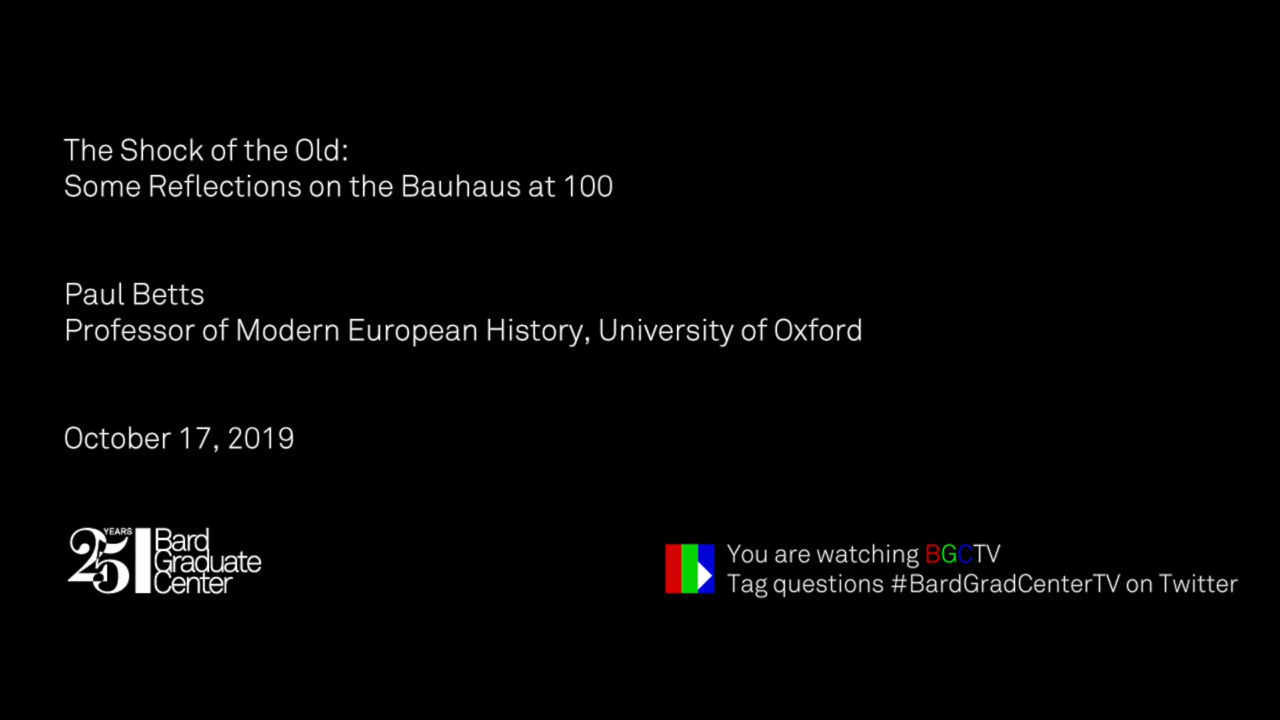 The Shock of the Old:
Some Reflections on the Bauhaus at 100
Paul Betts
Professor of Modern European History, University of Oxford
October 17, 2019
25 YEARS
Bard
Graduate
Center
You are watching BGCTV
Tag questions #BardGradCenterTV on Twitter